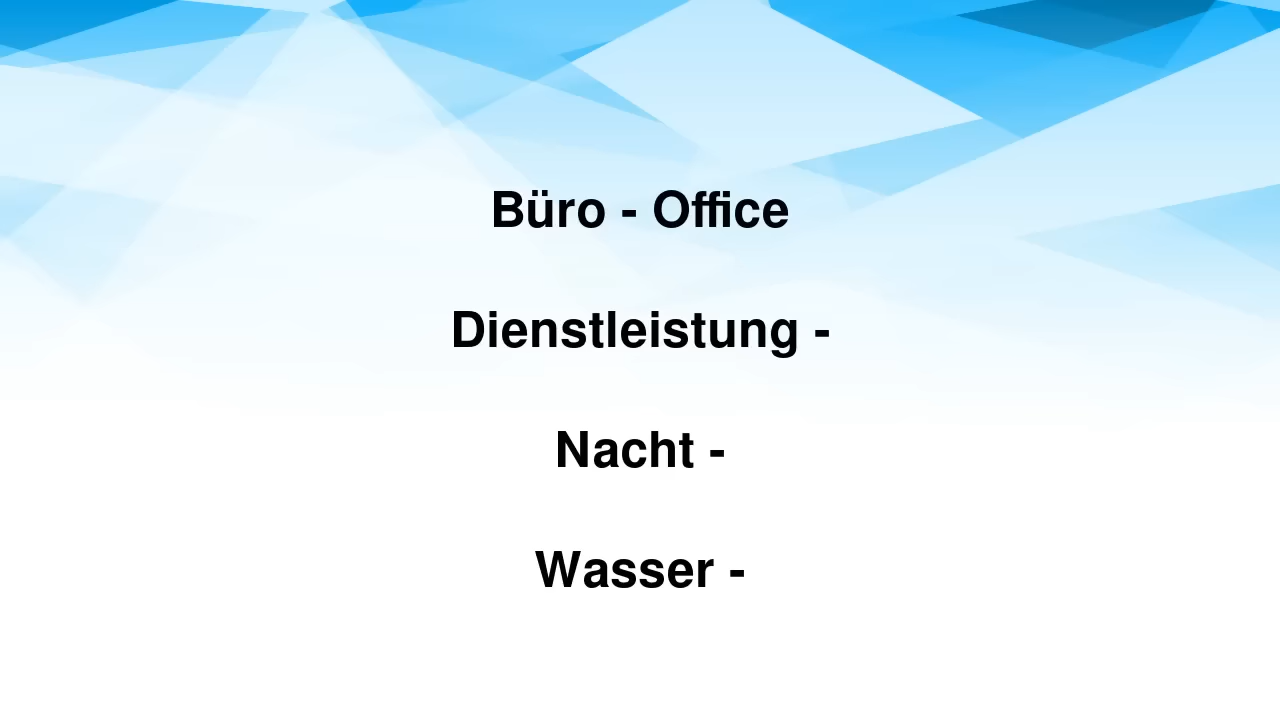 Büro - Office
Dienstleistung -
Nacht -
Wasser -